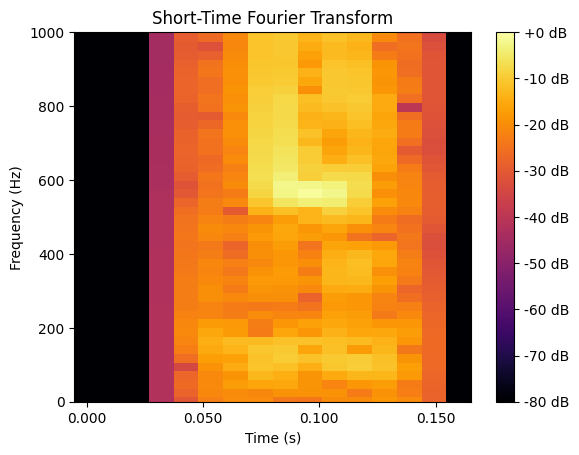 Short-Time Fourier Transform
Frequency (Hz)
1000
800
600
400
200
0
0.000
0.050
0.100
0.150
Time (s)
+0 dB
-10 dB
-20 dB
-30 dB
-40 dB
-50 dB
-60 dB
-70 dB
-80 dB